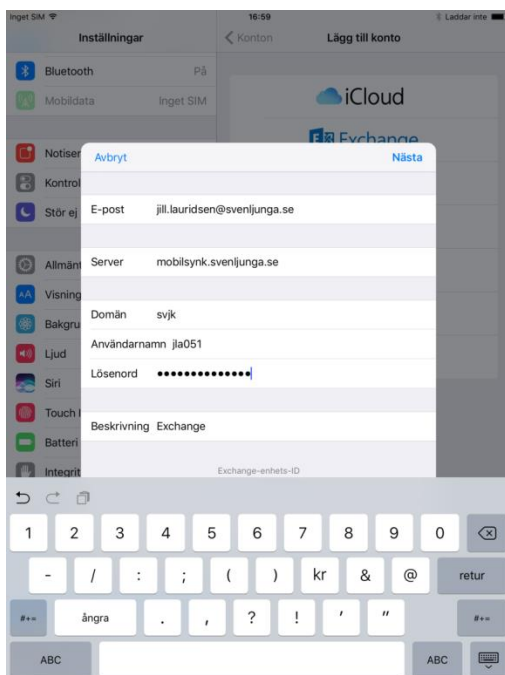 Inget SIM 16:59 Laddar inte
Inställningar
Konton Lägg till konto
Bluetooth På
Mobildata Inget SIM
iCloud
Exchange
Notiser
Kontrol
Stör ej
Allmänt
AA Visning
Bakgru
Ljud
Siri
Touch I
Batteri
Integrit
Avbryt Nästa
E-post jill.lauridsen@svenljunga.se
Server mobilsynk.svenljunga.se
Domän svjk
Användarnamn jla051
Lösenord ••••••••••••••
Beskrivning Exchange
Exchange-enhets-ID
1 2 3 4 5 6 7 8 9 0
- / : ; ( ) kr & @ retur
#+= ångra . , ? ! ' " #+=
ABC ABC